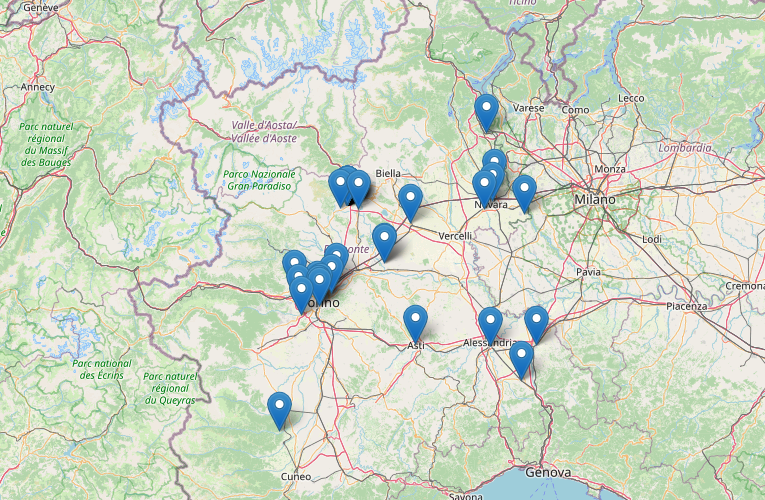 Genève
Ticino
Annecy
Parc naturel
régional
du Massif
des Bauges
Valle d'Aosta/
Vallée d'Aoste
Varese
Como
Lecco
Lombardia
Parco Nazionale
Gran Paradiso
Biella
Monza
Novara
Milano
Vercelli
Lodi
Pavia
Cremona
Piacenza
Asti
Alessandria
Parc national
des Écrins
Parc naturel
régional
du Queyras
Cuneo
Genova
Savona